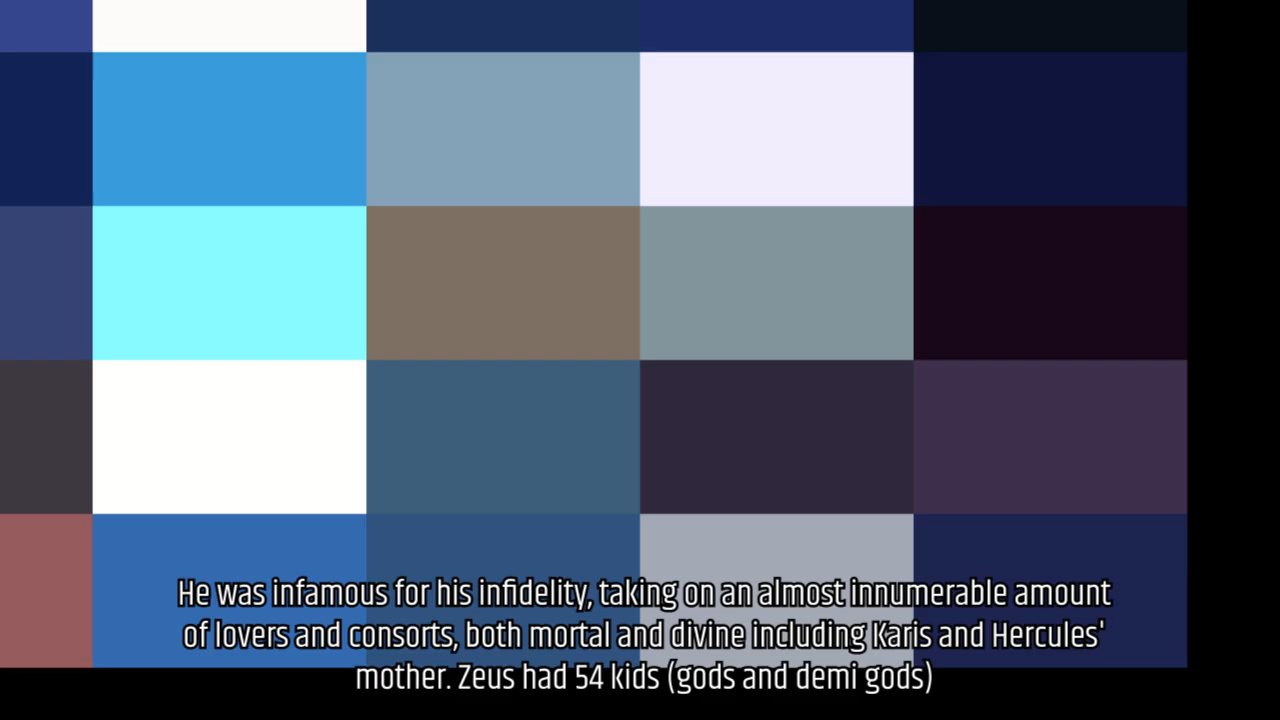 He was infamous for his infidelity, taking on an almost innumerable amount
of lovers and consorts, both mortal and divine including Karis and Hercules'
mother. Zeus had 54 kids (gods and demi gods)